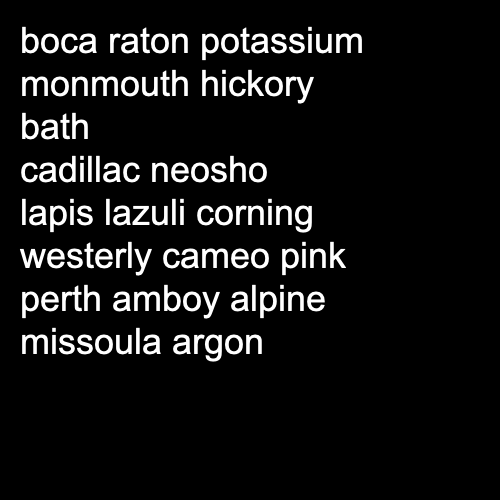 boca raton potassium
monmouth hickory
bath
cadillac neosho
lapis lazuli corning
westerly cameo pink
perth amboy alpine
missoula argon